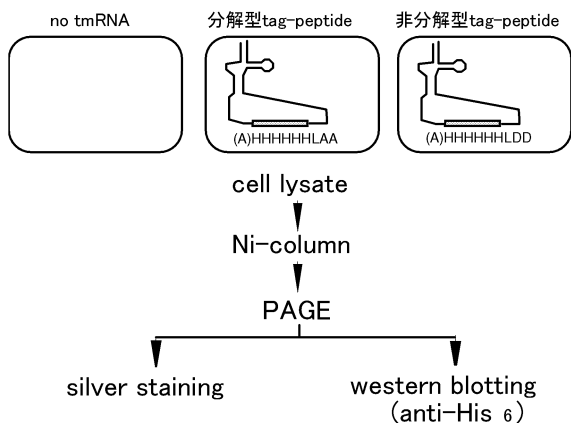 no tmRNA 分解型tag-peptide 非分解型tag-peptide
(A)HHHHHHLAA (A)HHHHHHLDD
cell lysate
Ni-column
PAGE
silver staining western blotting
(anti-His 6)